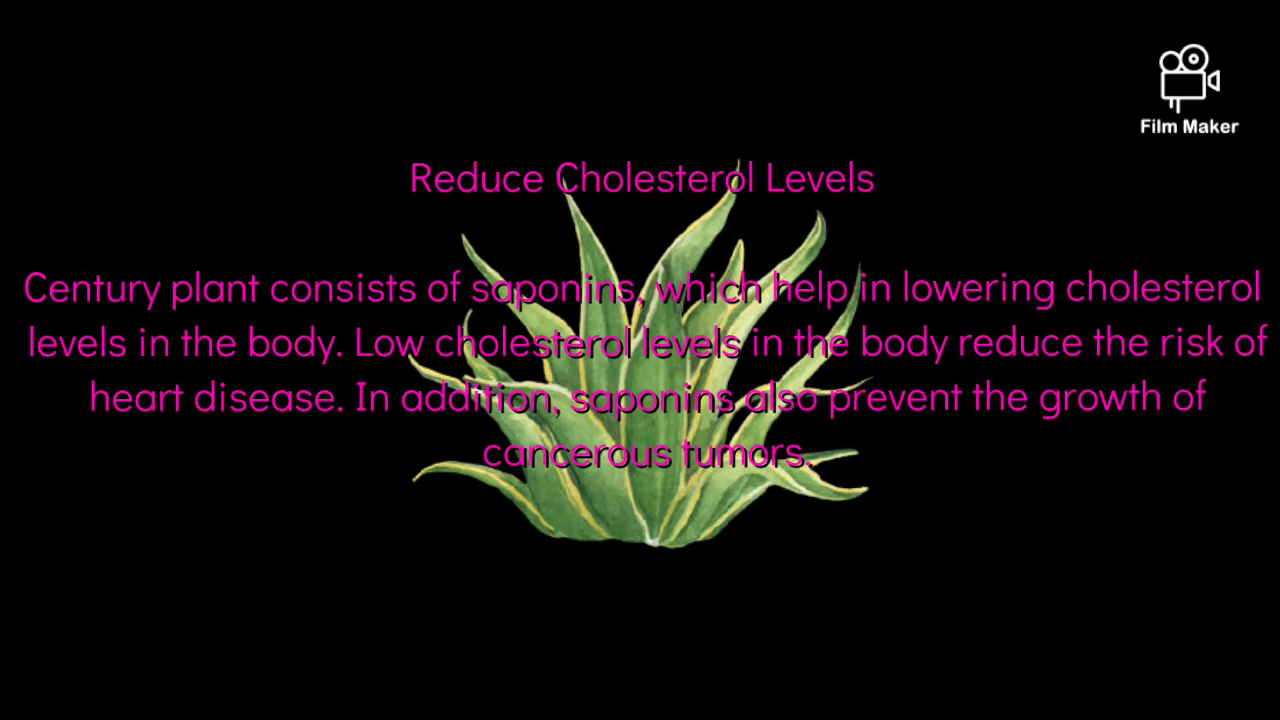 Film Maker
Reduce Cholesterol Levels
Century plant consists of saponins, which help in lowering cholesterol
levels in the body. Low cholesterol levels in the body reduce the risk of
heart disease. In addition, saponins also prevent the growth of
cancerous tumors.